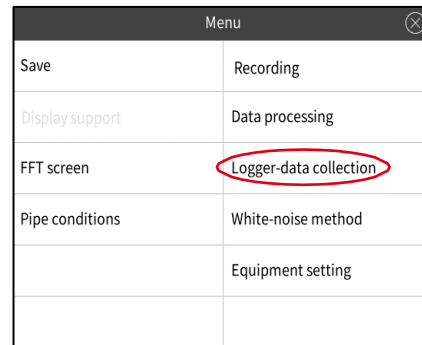 Menu
Save
Recording
Display support
Data processing
FFT screen
Logger-data collection
Pipe conditions
White-noise method
Equipment setting